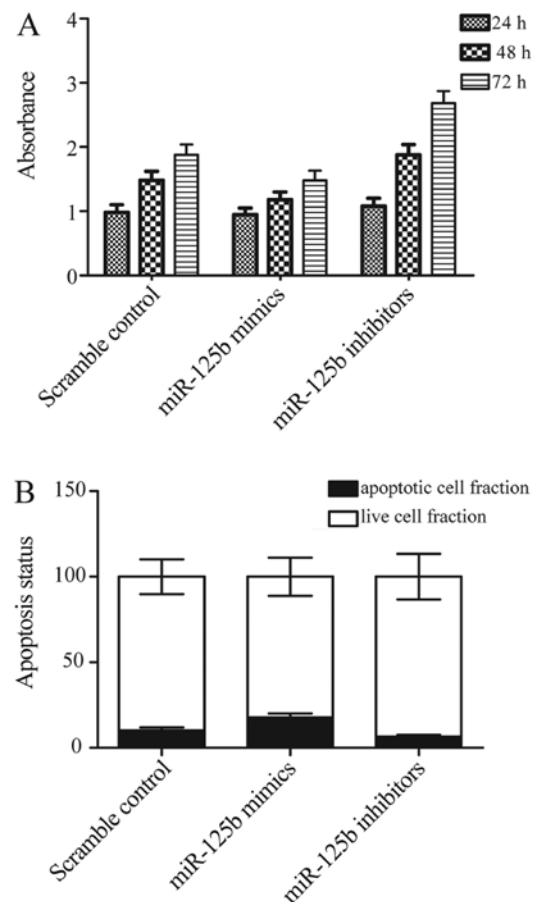 A
24 h
48 h
72 h
Absorbance
4
3
2
1
0
Scramble control
miR-125b mimics
miR-125b inhibitors
B
apoptotic cell fraction
live cell fraction
Apoptosis status
150
100
50
0
Scramble control
miR-125b mimics
miR-125b inhibitors